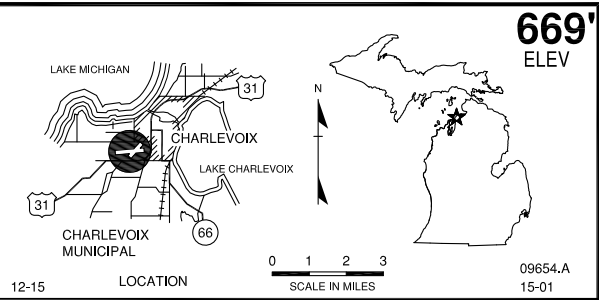 669'
ELEV
LAKE MICHIGAN
31
N
CHARLEVOIX
LAKE CHARLEVOIX
31
66
CHARLEVOIX
MUNICIPAL
0 1 2 3
SCALE IN MILES
LOCATION
12-15
09654.A
15-01